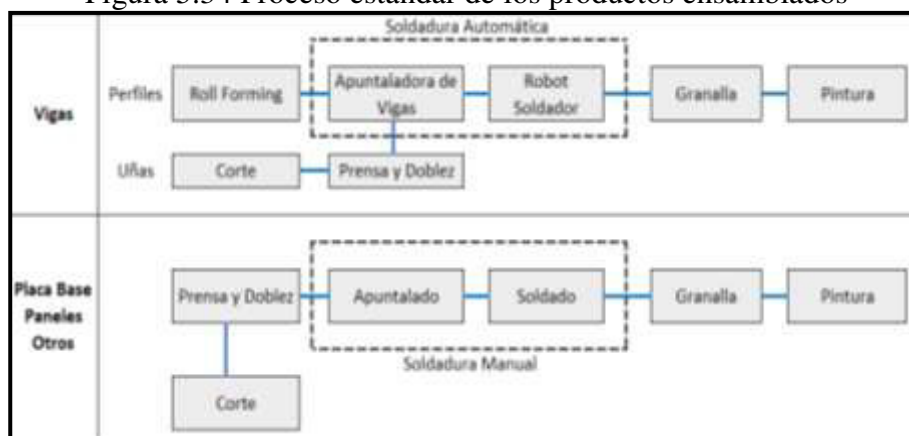 Figura 3.34 Proceso estándar de los productos ensamblados
Soldadura Automática
Vigas
Perfiles
Roll Forming
Apuntaladora de
Vigas
Robot
Soldador
Granalla
Pintura
Uñas
Corte
Prensa y Doblez
Placa Base
Paneles
Otros
Prensa y Doblez
Apuntalado
Soldado
Granalla
Pintura
Soldadura Manual
Corte